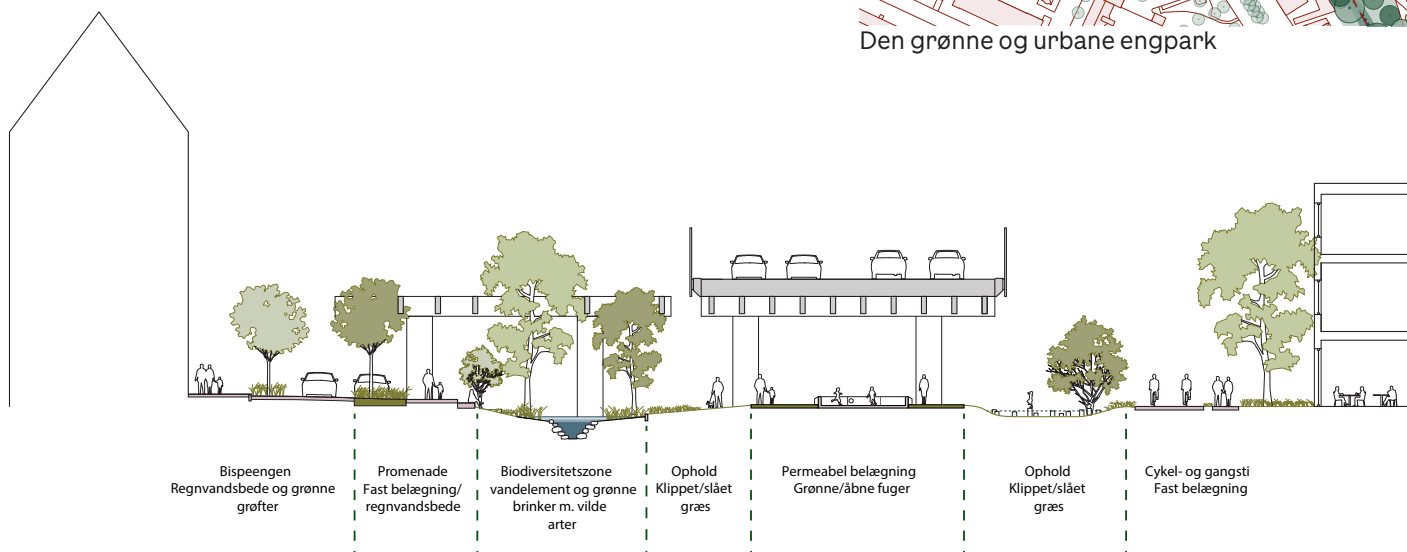 Den grønne og urbane engpark
Bispeengen
Regnvandsbede og grønne
grøfter
Promenade
Fast belægning/
regnvandsbede
Biodiversitetszone
vandelement og grønne
brinker m. vilde
arter
Ophold
Klippet/slået
græs
Permeabel belægning
Grønne/åbne fuger
Ophold
Klippet/slået
græs
Cykel- og gangsti
Fast belægning